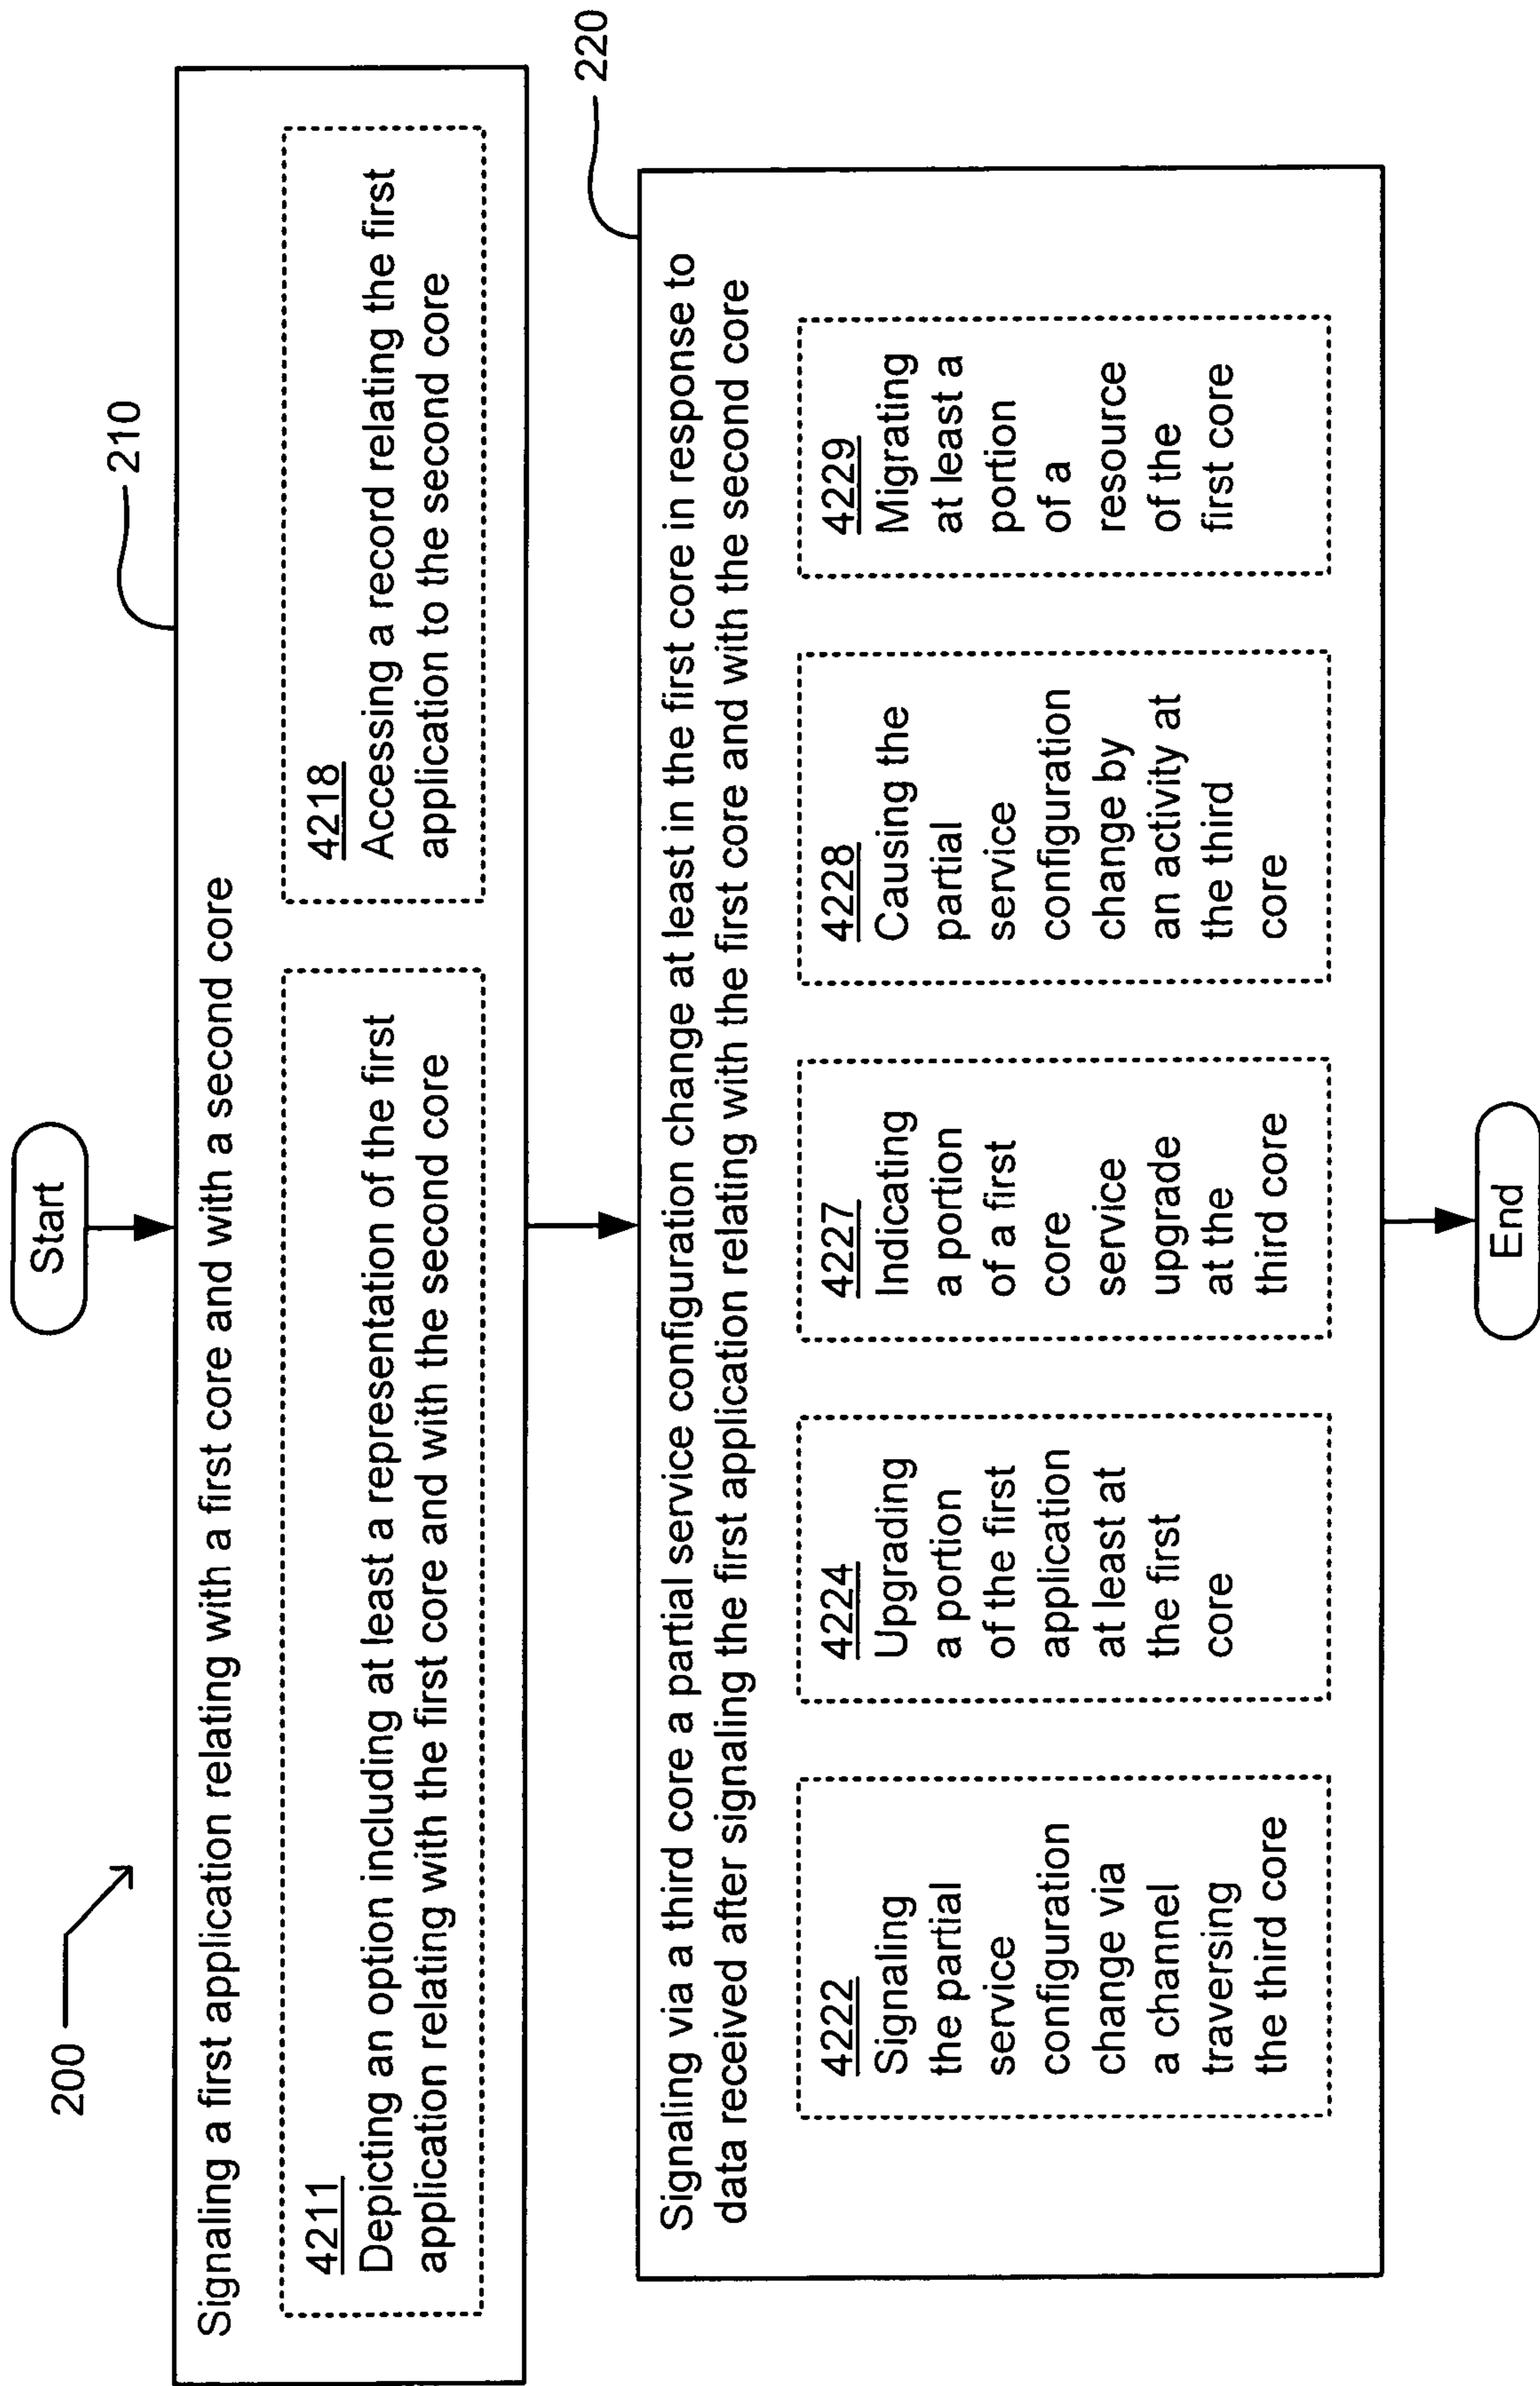 Start
200
210
Signaling a first application relating with a first core and with a second core
4211
Depicting an option including at least a representation of the first
application relating with the first core and with the second core
4218
Accessing a record relating the first
application to the second core
220
Signaling via a third core a partial service configuration change at least in the first core in response to
data received after signaling the first application relating with the first core and with the second core
4222
Signaling
the partial
service
configuration
change via
a channel
traversing
the third core
4224
Upgrading
a portion
of the first
application
at least at
the first
core
4227
Indicating
a portion
of a first
core
service
upgrade
at the
third core
4228
Causing the
partial
service
configuration
change by
an activity at
the third
core
4229
Migrating
at least a
portion
of a
resource
of the
first core
End